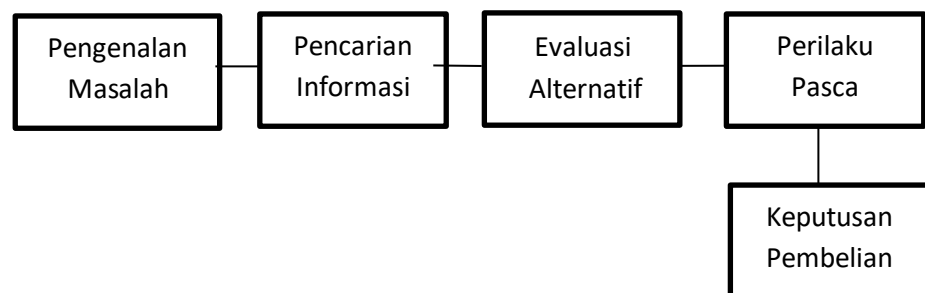 Pengenalan
Masalah
Pencarian
Informasi
Evaluasi
Alternatif
Perilaku
Pasca
Keputusan
Pembelian